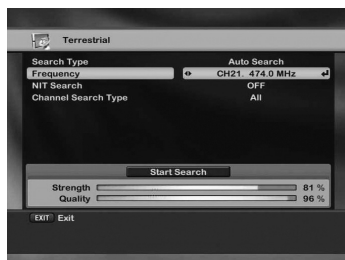 Terrestrial
Search Type Auto Search
Frequency CH21. 474.0 MHz
NIT Search OFF
Channel Search Type All
Start Search
Strength 81 %
Quality 96 %
EXIT Exit